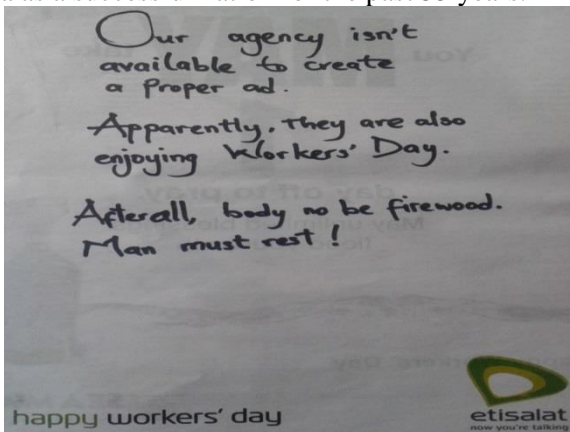 Our agency isn't
available to create
a proper ad.
Apparently, They are also
enjoying Workers' Day.
Afterall, body no be firewood.
Man must rest!
happy workers' day
etisalat
now you're talking